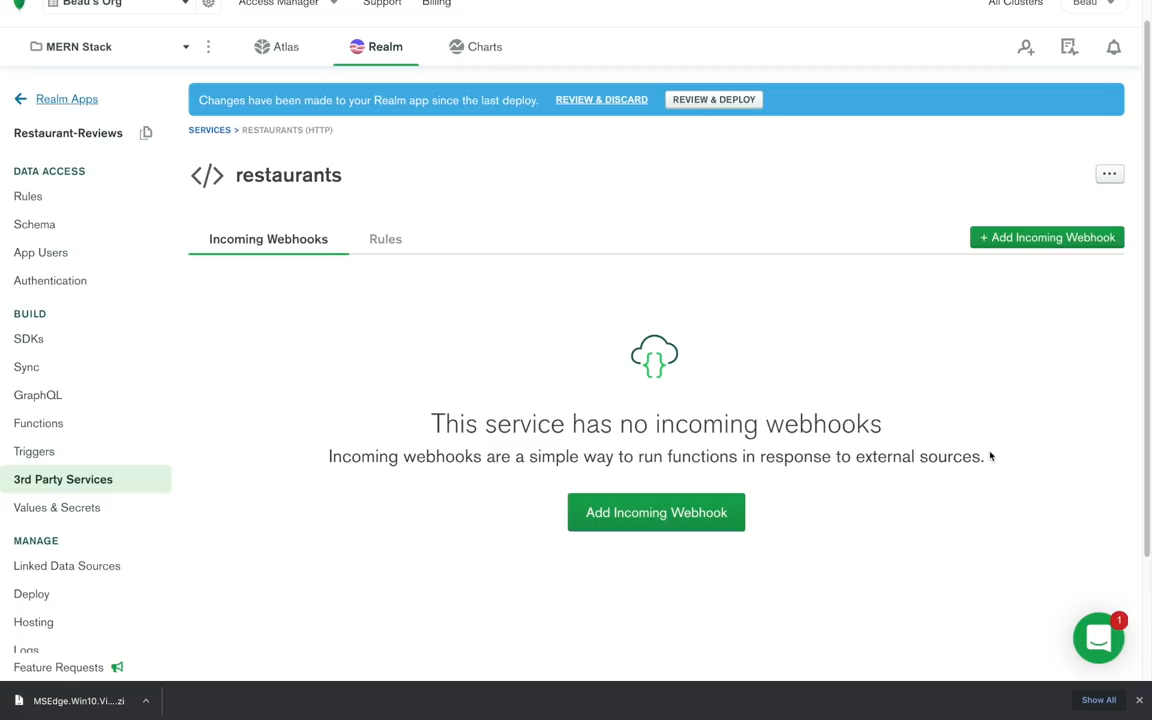 Beau's Org Access Manager Support Billing All Clusters Beau
MERN Stack Atlas Realm Charts
Realm Apps
Changes have been made to your Realm app since the last deploy. REVIEW & DISCARD REVIEW & DEPLOY
SERVICES > RESTAURANTS (HTTP)
Restaurant-Reviews
</> restaurants
...
DATA ACCESS
Rules
Schema
App Users
Authentication
Incoming Webhooks Rules + Add Incoming Webhook
BUILD
SDKs
Sync
GraphQL
Functions
Triggers
3rd Party Services
Values & Secrets
{}
This service has no incoming webhooks
Incoming webhooks are a simple way to run functions in response to external sources.
Add Incoming Webhook
MANAGE
Linked Data Sources
Deploy
Hosting
Logs
Feature Requests
1
MSEdge.Win10.Vi....zi Show All